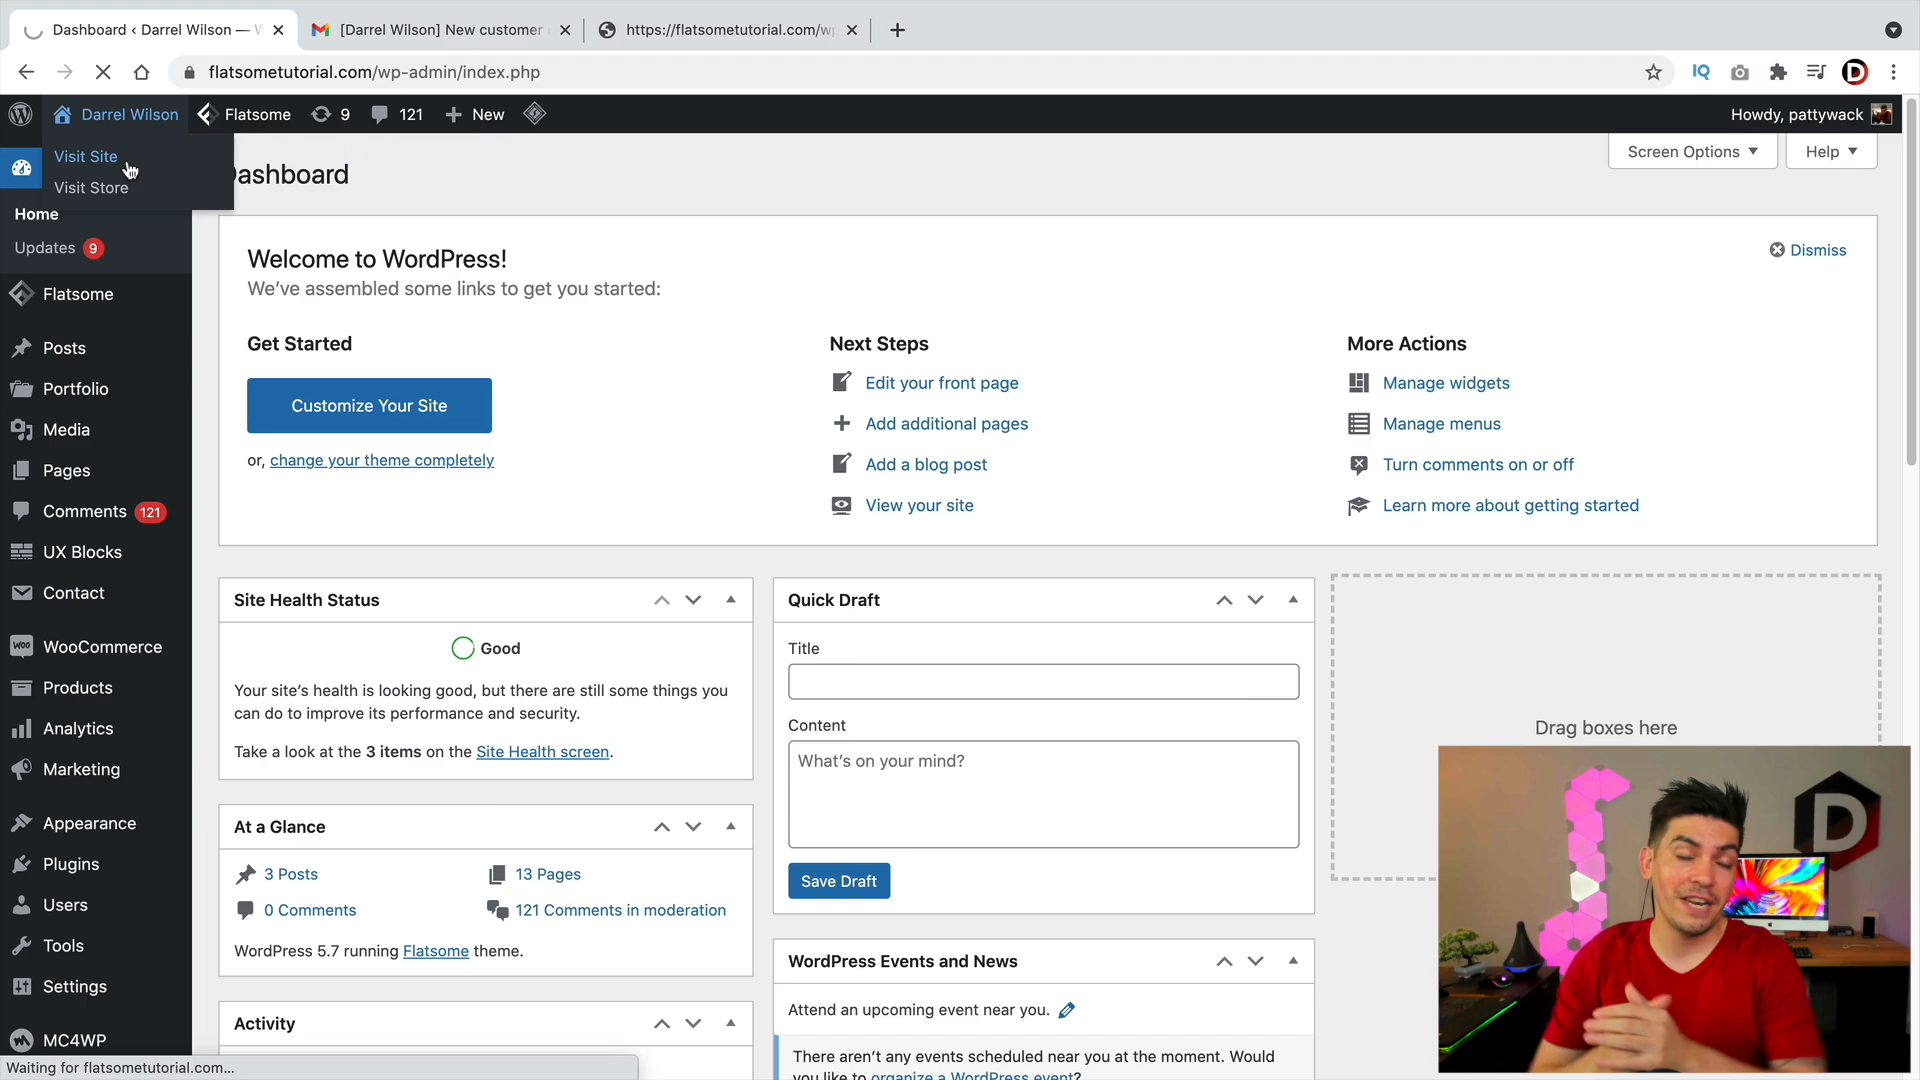 Dashboard ‹ Darrel Wilson — W
[Darrel Wilson] New customer
https://flatsometutorial.com/wp
flatsometutorial.com/wp-admin/index.php
IQ
D
Darrel Wilson
Flatsome
9
121
New
Howdy, pattywack
Visit Site
Visit Store
Home
Updates 9
Flatsome
Posts
Portfolio
Media
Pages
Comments 121
UX Blocks
Contact
Woo WooCommerce
Products
Analytics
Marketing
Appearance
Plugins
Users
Tools
Settings
MC4WP
Waiting for flatsometutorial.com...
ashboard
Screen Options
Help
Welcome to WordPress!
We've assembled some links to get you started:
Dismiss
Get Started
Customize Your Site
or, change your theme completely
Next Steps
Edit your front page
Add additional pages
Add a blog post
View your site
More Actions
Manage widgets
Manage menus
Turn comments on or off
Learn more about getting started
Site Health Status
Good
Your site's health is looking good, but there are still some things you
can do to improve its performance and security.
Take a look at the 3 items on the Site Health screen.
At a Glance
3 Posts
13 Pages
0 Comments
121 Comments in moderation
WordPress 5.7 running Flatsome theme.
Activity
Quick Draft
Title
Content
What's on your mind?
Save Draft
WordPress Events and News
Attend an upcoming event near you.
There aren't any events scheduled near you at the moment. Would
you like to organize a WordPress event?
Drag boxes here
D